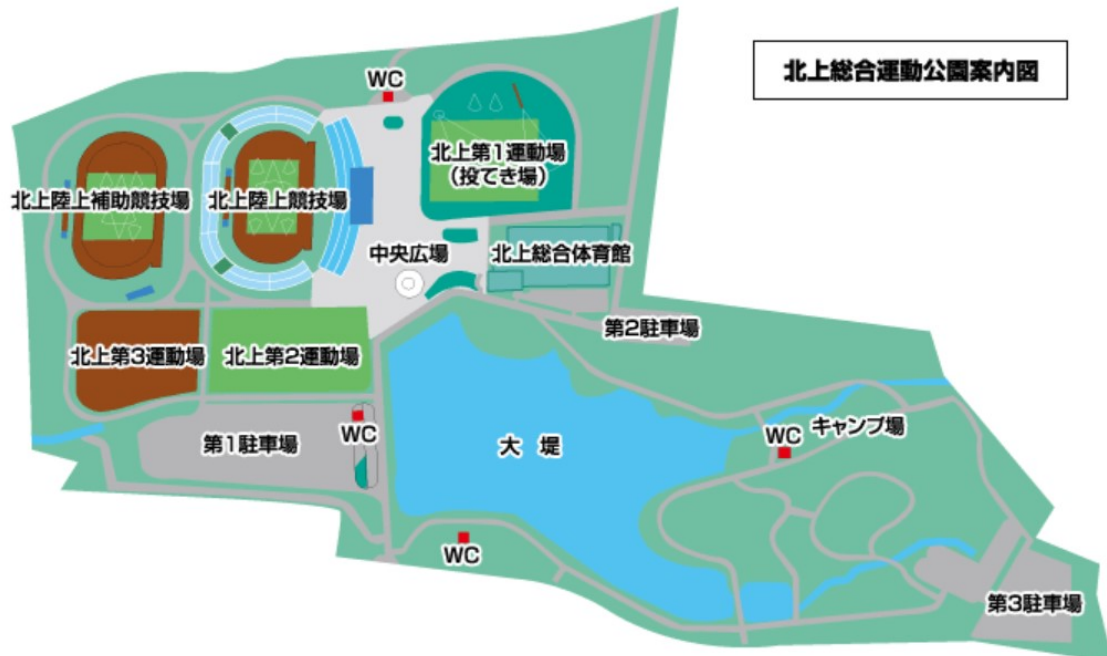 北上総合運動公園案内図
WC
北上第1運動場
(投てき場)
北上陸上補助競技場
北上陸上競技場
中央広場
北上総合体育館
第2駐車場
北上第3運動場
北上第2運動場
第1駐車場
WC
大 堤
WC
キャンプ場
WC
第3駐車場